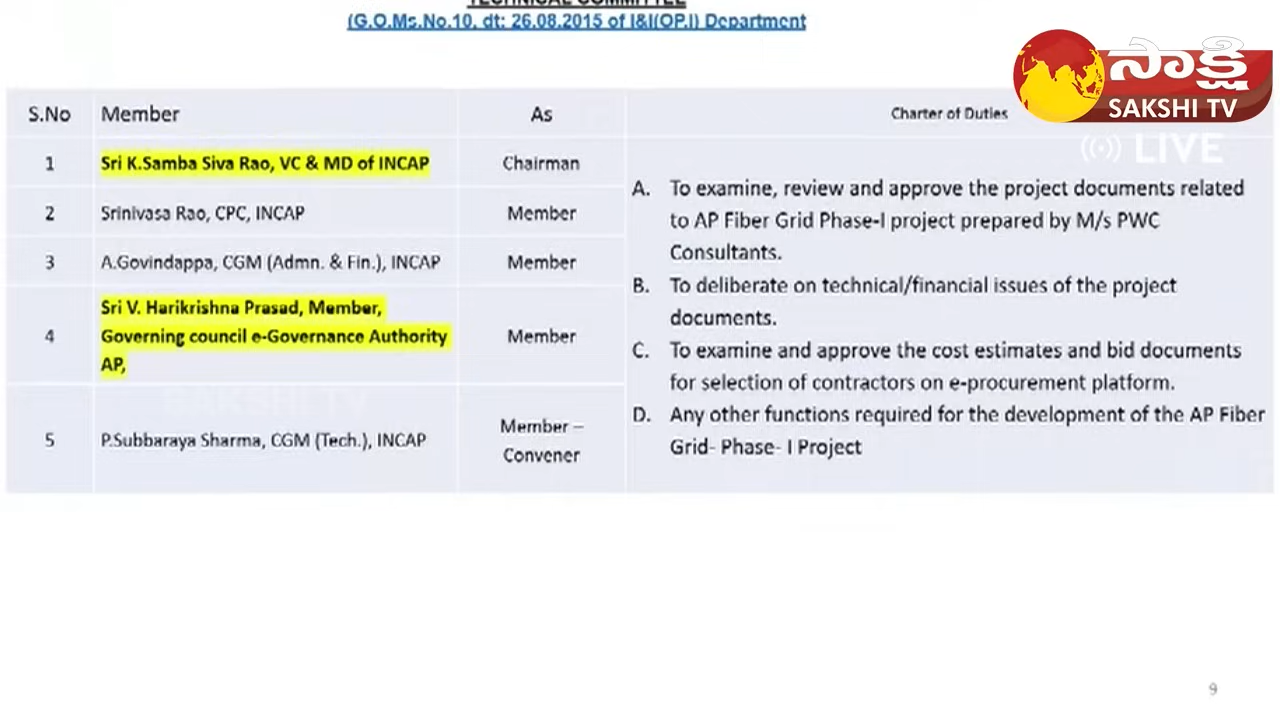 TECHNICAL COMMITTEE
(G.O.Ms.No.10, dt: 26.08.2015 of I&I(OP.I) Department
సాక్షి
SAKSHI TV
LIVE
S.No Member As Charter of Duties
1 Sri K.Samba Siva Rao, VC & MD of INCAP Chairman
2 Srinivasa Rao, CPC, INCAP Member
3 A.Govindappa, CGM (Admn. & Fin.), INCAP Member
4 Sri V. Harikrishna Prasad, Member,
Governing council e-Governance Authority
AP,
Member
5 P.Subbaraya Sharma, CGM (Tech.), INCAP
Member –
Convener
A. To examine, review and approve the project documents related
to AP Fiber Grid Phase-I project prepared by M/s PWC
Consultants.
B. To deliberate on technical/financial issues of the project
documents.
C. To examine and approve the cost estimates and bid documents
for selection of contractors on e-procurement platform.
D. Any other functions required for the development of the AP Fiber
Grid- Phase- I Project
SAKSHI TV
9